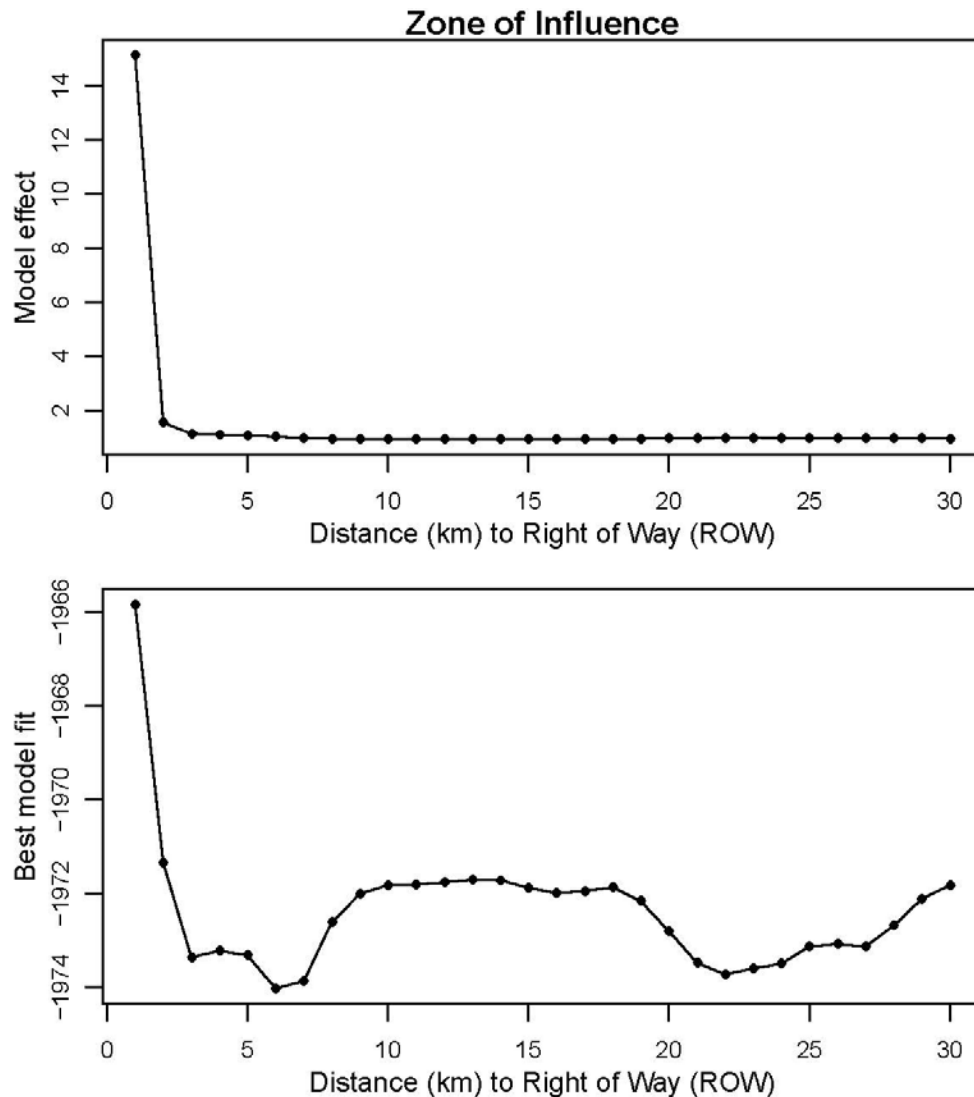 Zone of Influence
Model effect
14
12
10
8
6
4
2
0 5 10 15 20 25 30
Distance (km) to Right of Way (ROW)
Best model fit
−1966
−1968
−1970
−1972
−1974
0 5 10 15 20 25 30
Distance (km) to Right of Way (ROW)